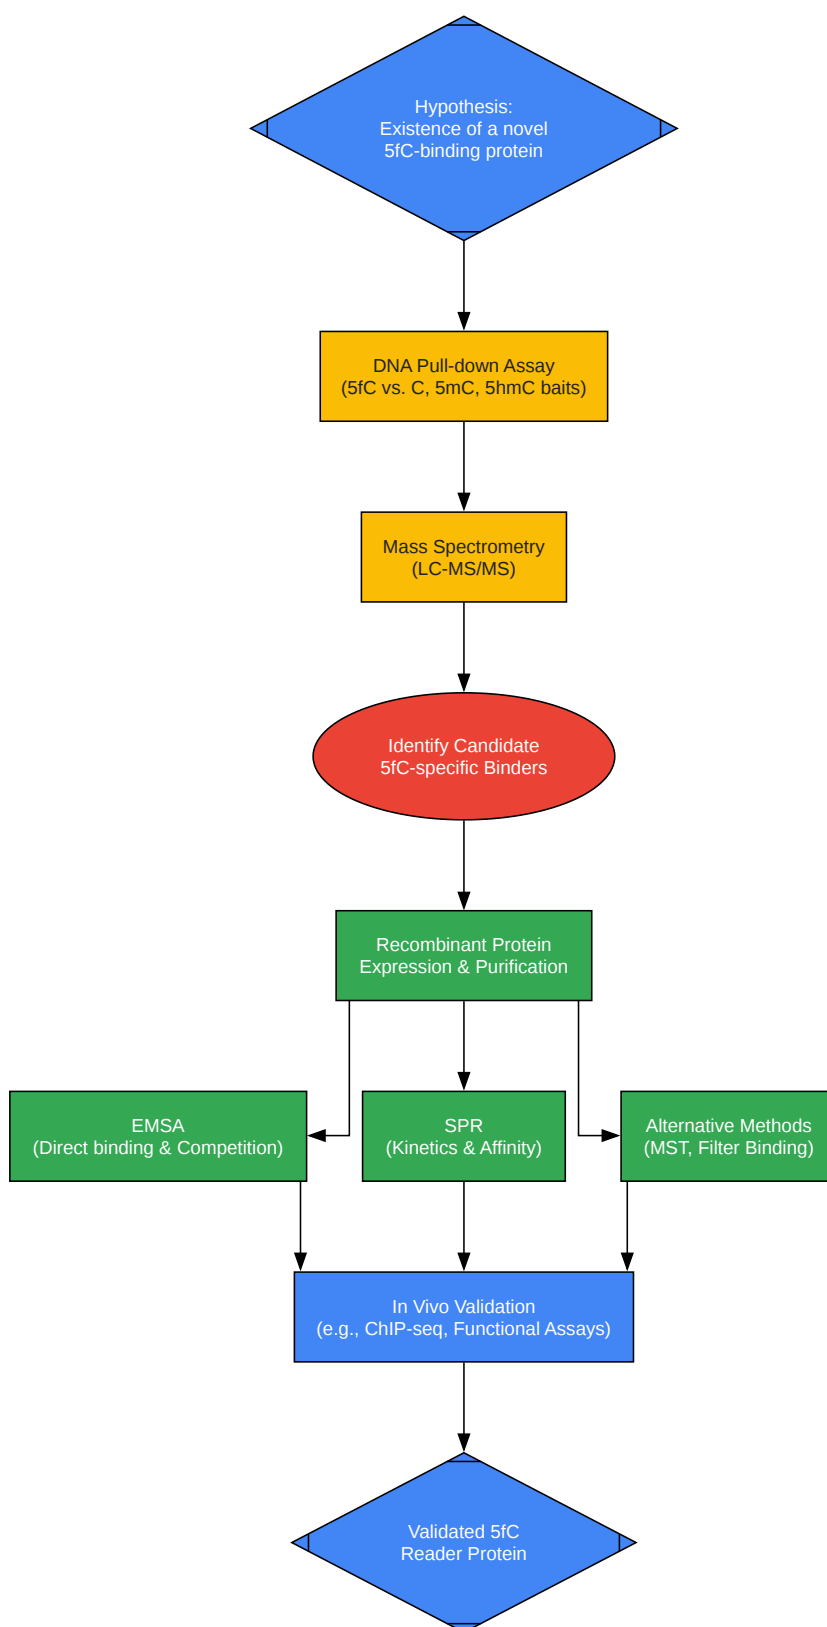 Hypothesis:
Existence of a novel
5fC-binding protein
DNA Pull-down Assay
(5fC vs. C, 5mC, 5hmC baits)
Mass Spectrometry
(LC-MS/MS)
Identify Candidate
5fC-specific Binders
Recombinant Protein
Expression & Purification
EMSA
(Direct binding & Competition)
SPR
(Kinetics & Affinity)
Alternative Methods
(MST, Filter Binding)
In Vivo Validation
(e.g., ChIP-seq, Functional Assays)
Validated 5fC
Reader Protein